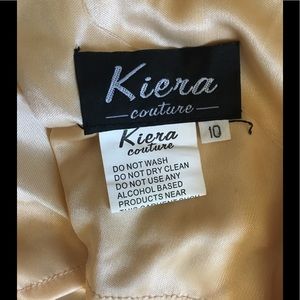 Kiera
couture
Kiera
couture
10
DO NOT WASH
DO NOT DRY CLEAN
DO NOT USE ANY
ALCOHOL BASED
PRODUCTS NEAR